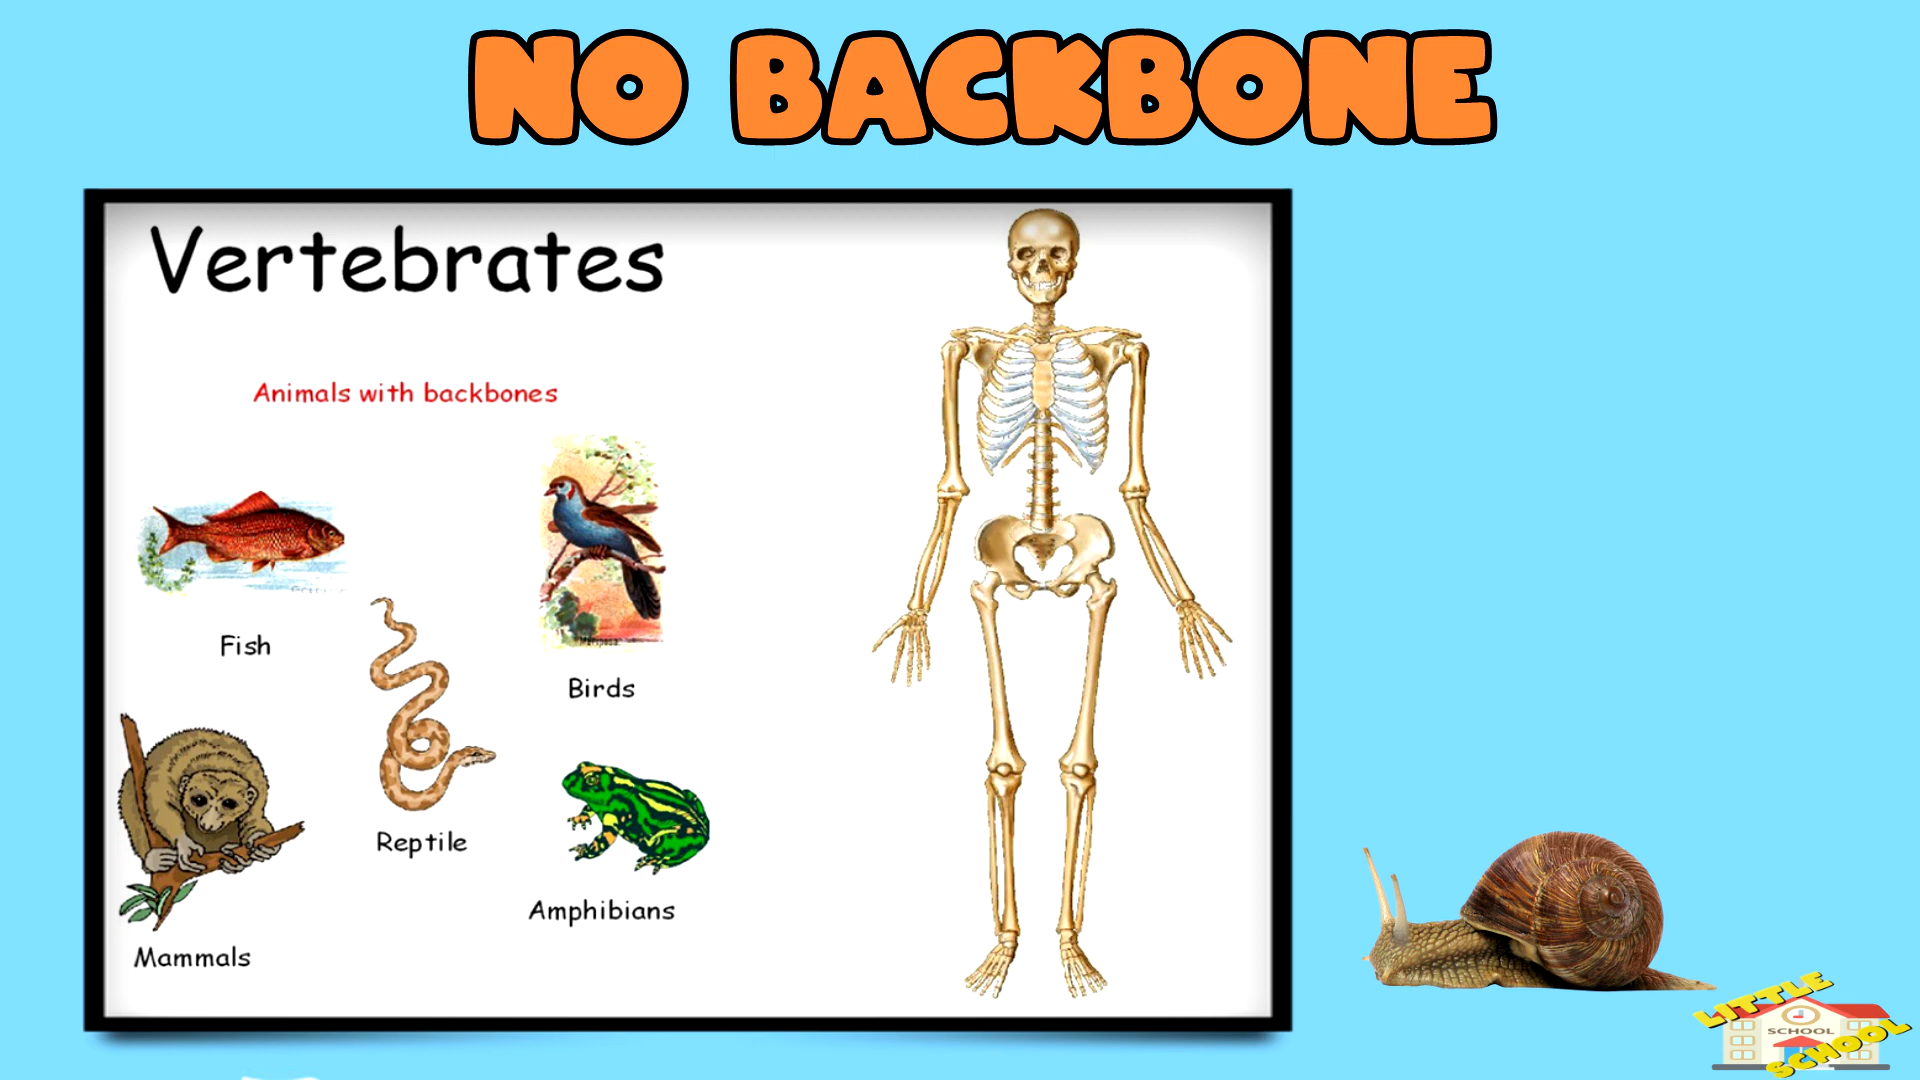 NO BACKBONE
Vertebrates
Animals with backbones
Fish
Birds
Reptile
Amphibians
Mammals
LITTLE
SCHOOL
SCHOOL